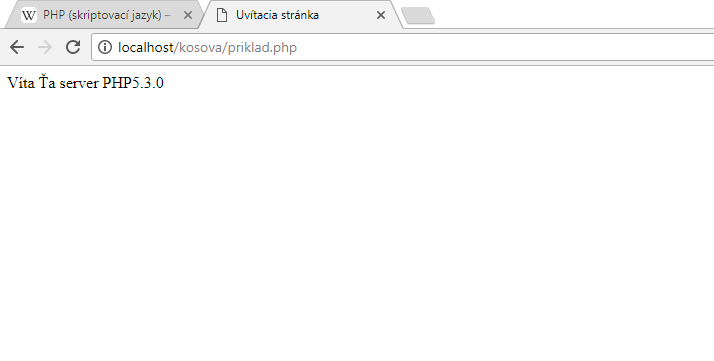 W PHP (skriptovací jazyk) –
Uvítacia stránka
localhost/kosova/priklad.php
Víta Ťa server PHP5.3.0